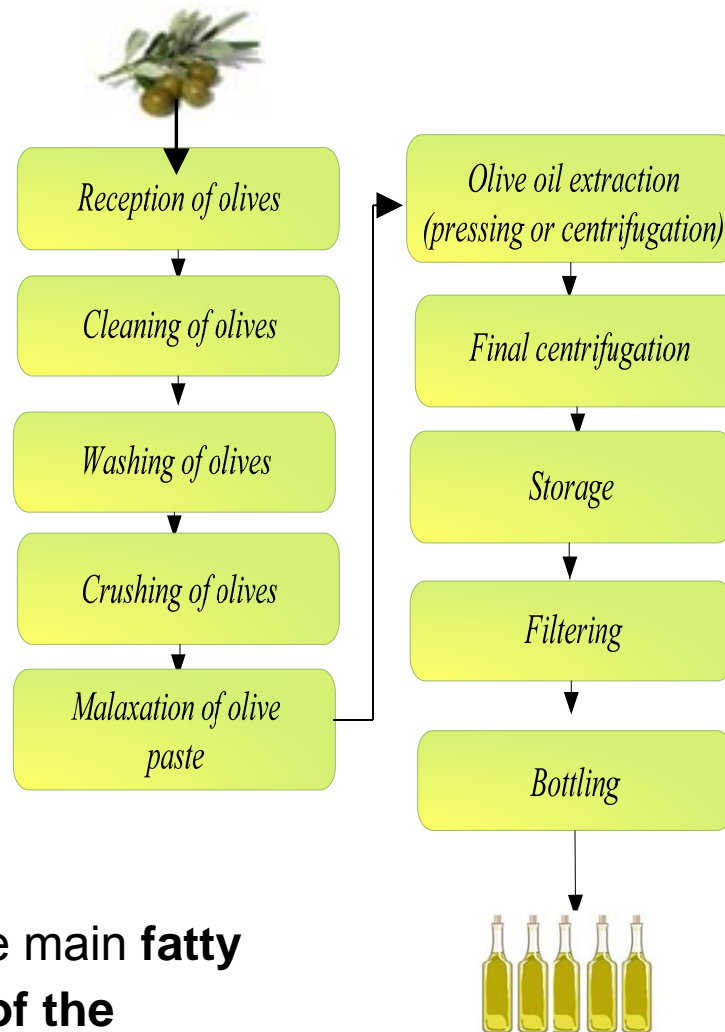 Reception of olives
Cleaning of olives
Washing of olives
Crushing of olives
Malaxation of olive
paste
Olive oil extraction
(pressing or centrifugation)
Final centrifugation
Storage
Filtering
Bottling
main fatty
of the